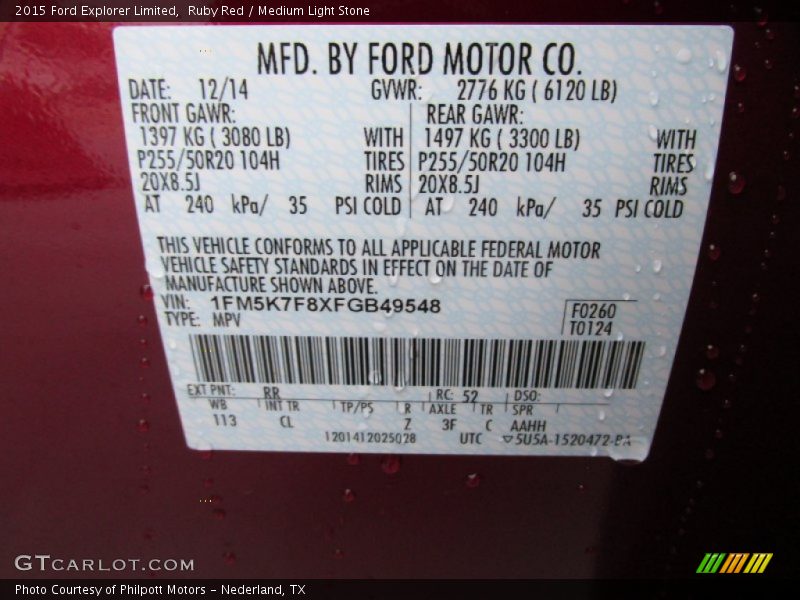 2015 Ford Explorer Limited, Ruby Red / Medium Light Stone
MFD. BY FORD MOTOR CO.
DATE: 12/14 GVWR: 2776 KG ( 6120 LB)
FRONT GAWR: REAR GAWR:
1397 KG ( 3080 LB) WITH 1497 KG ( 3300 LB) WITH
P255/50R20 104H TIRES P255/50R20 104H TIRES
20X8.5J RIMS 20X8.5J RIMS
AT 240 kPa/ 35 PSI COLD AT 240 kPa/ 35 PSI COLD
THIS VEHICLE CONFORMS TO ALL APPLICABLE FEDERAL MOTOR
VEHICLE SAFETY STANDARDS IN EFFECT ON THE DATE OF
MANUFACTURE SHOWN ABOVE.
VIN: 1FM5K7F8XFGB49548
TYPE: MPV
F0260
T0124
EXT PNT: RR RC: 52 DSO:
WB INT TR TP/PS R AXLE TR SPR
113 CL Z 3F C AAHH
1201412025028 UTC ▽5U5A-1520472-BA
GTCARLOT.COM
Photo Courtesy of Philpott Motors - Nederland, TX